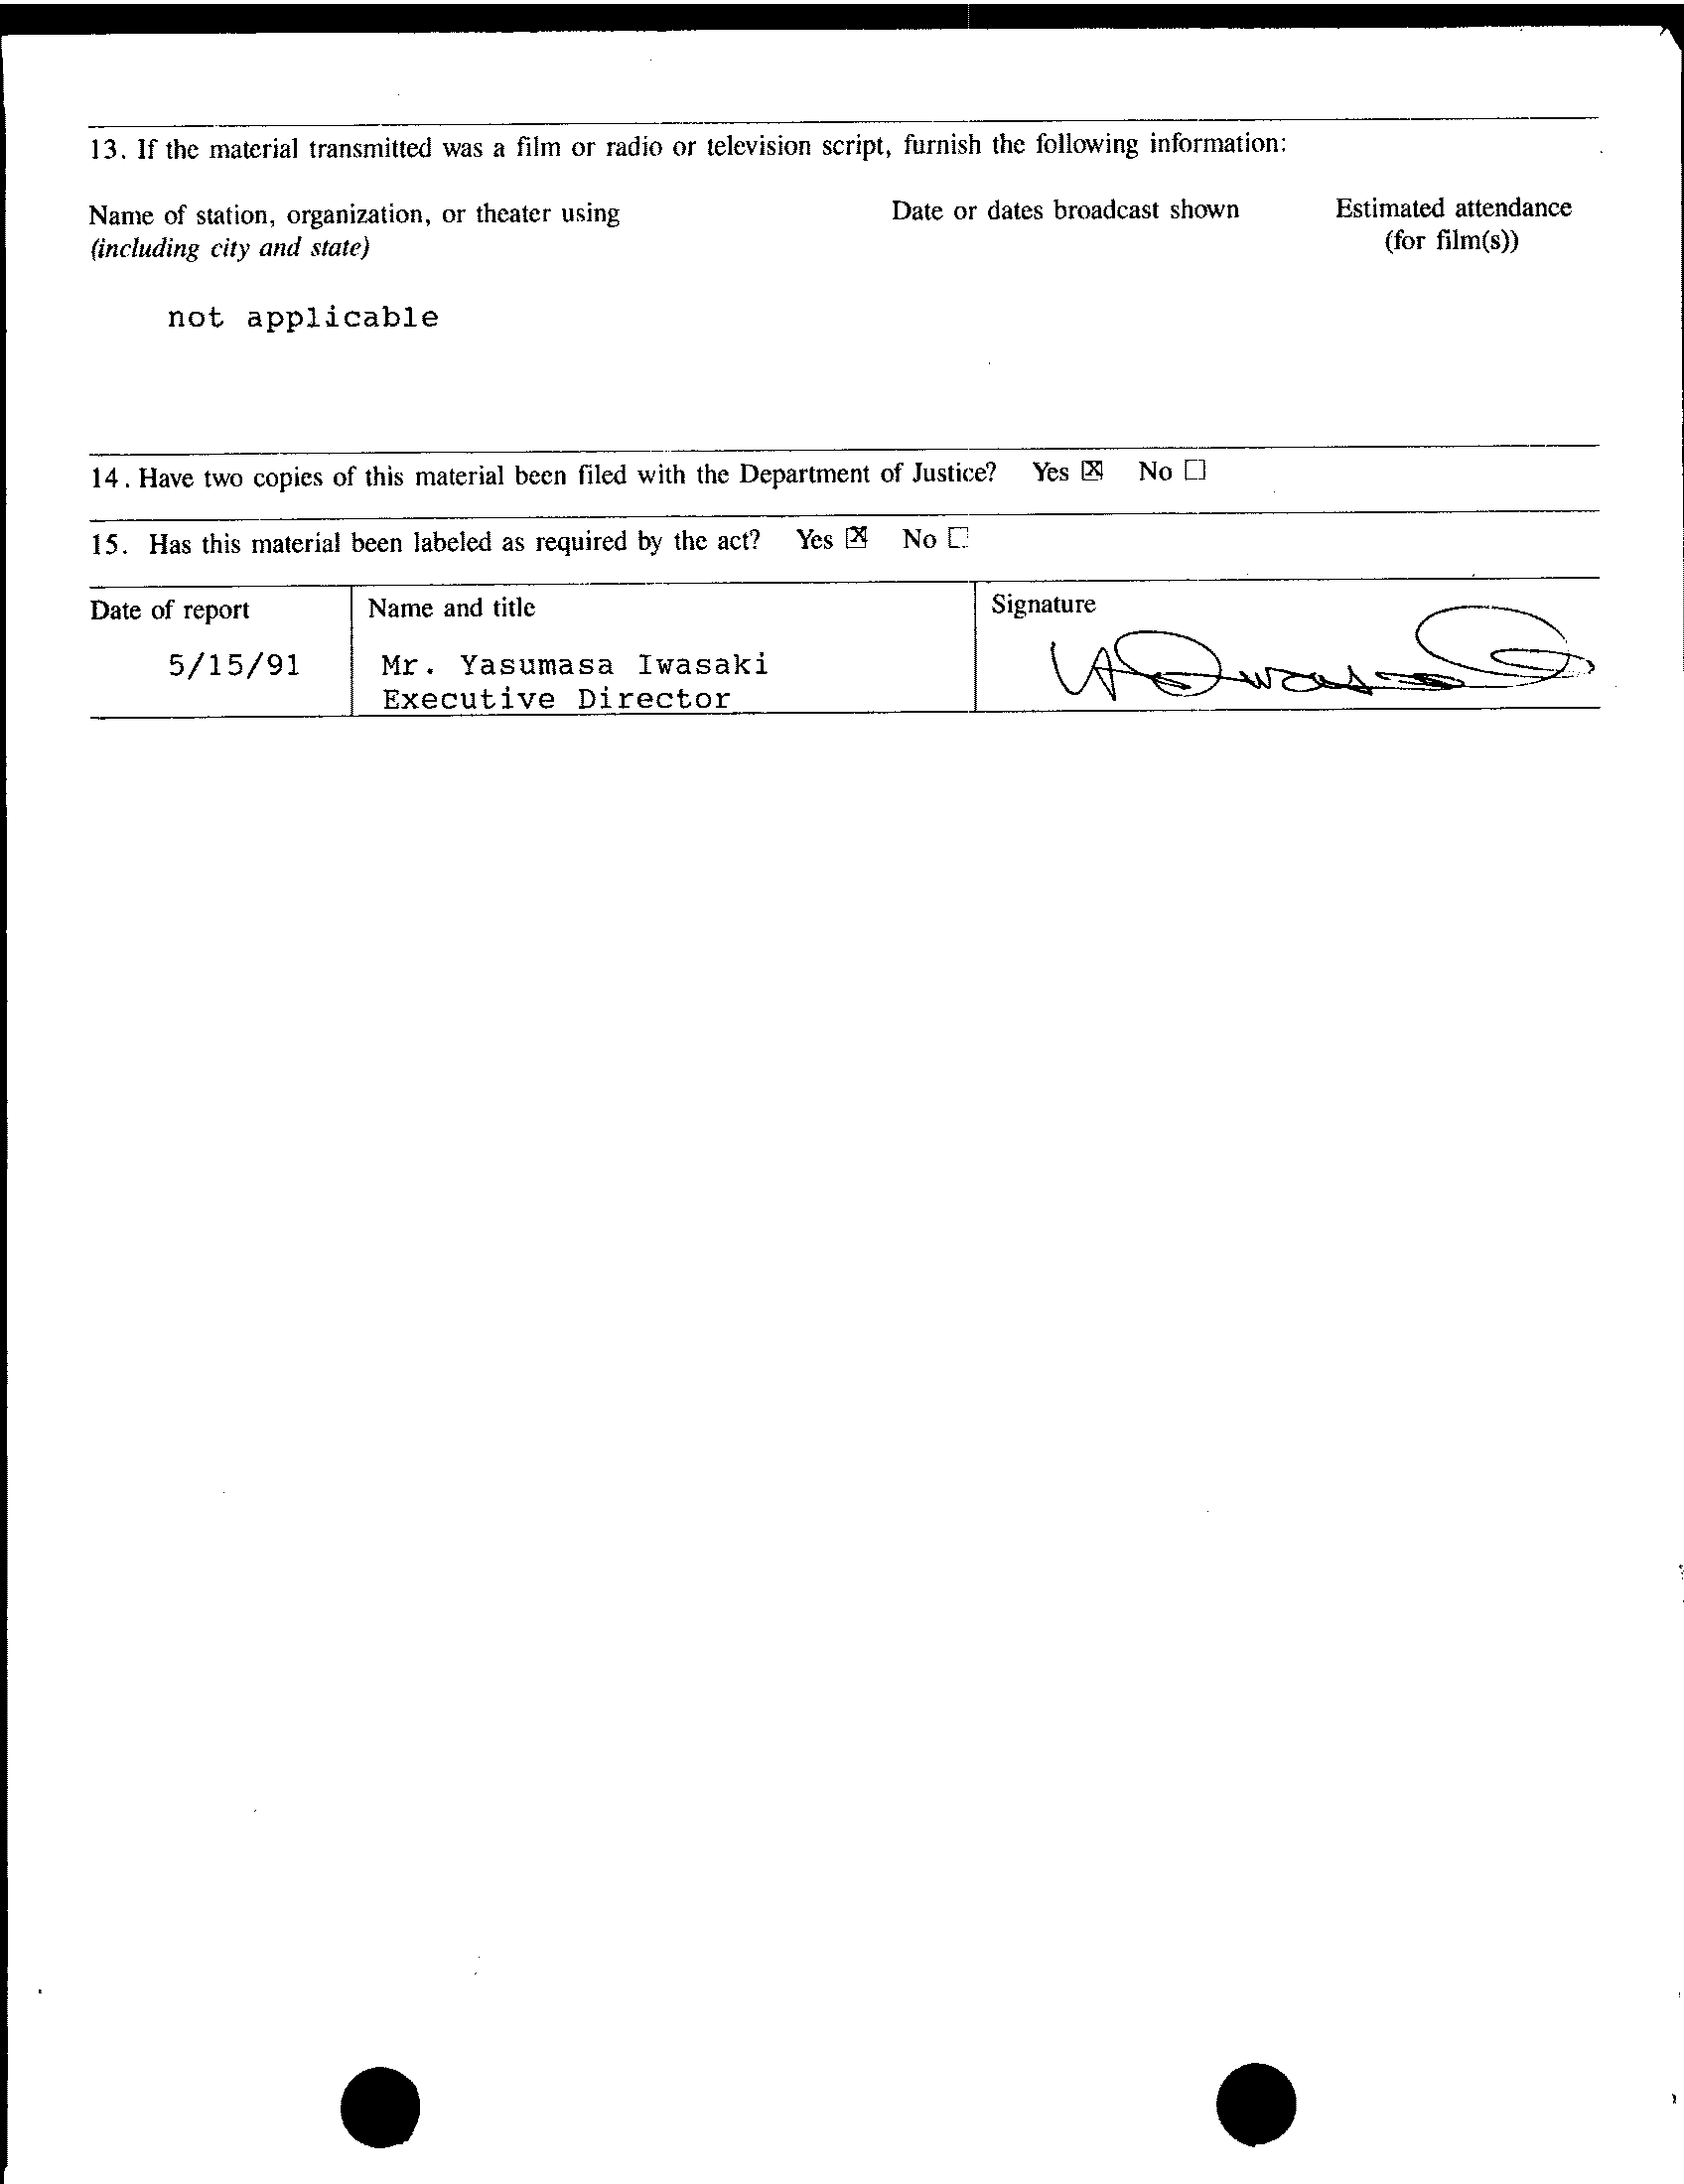 13. If the material transmitted was a film or radio or television script, furnish the following information:
Name of station, organization, or theater using
(including city and state)
Date or dates broadcast shown
Estimated attendance
(for film(s))
not applicable
14. Have two copies of this material been filed with the Department of Justice? Yes ☒ No ☐
15. Has this material been labeled as required by the act? Yes ☒ No ☐
Date of report
5/15/91
Name and title
Mr. Yasumasa Iwasaki
Executive Director
Signature